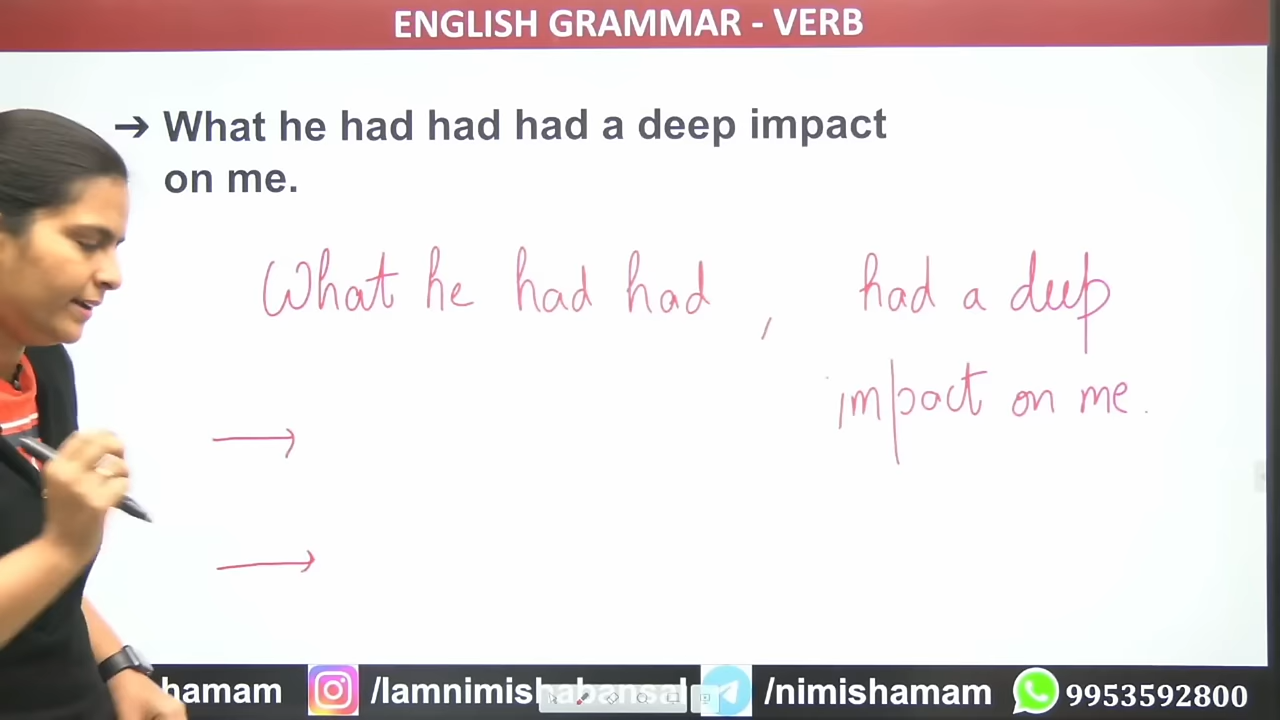 ENGLISH GRAMMAR - VERB
→ What he had had had a deep impact
on me.
What he had had , had a deep
impact on me.
→
→
hamam /Iamnimishabansal /nimishamam 9953592800